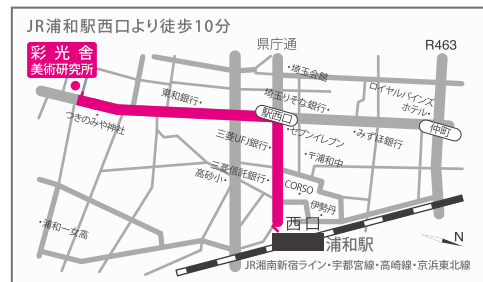 JR浦和駅西口より徒歩10分
彩光舎
美術研究所
県庁通
R463
・埼玉会館
ロイヤルパインズ
ホテル・
東和銀行・
埼玉りそな銀行・
駅西口
・セブンイレブン
・みずほ銀行
仲町
つきのみや神社
三菱UFJ銀行・
・〒浦和中
三菱信託銀行・
高砂小・
CORSO
伊勢丹
・浦和一女高
西口
浦和駅
N
JR湘南新宿ライン・宇都宮線・高崎線・京浜東北線